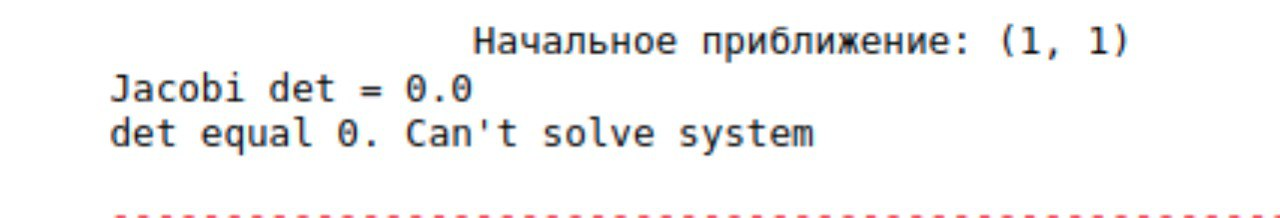 Начальное приближение: (1, 1)
Jacobi det = 0.0
det equal 0. Can't solve system